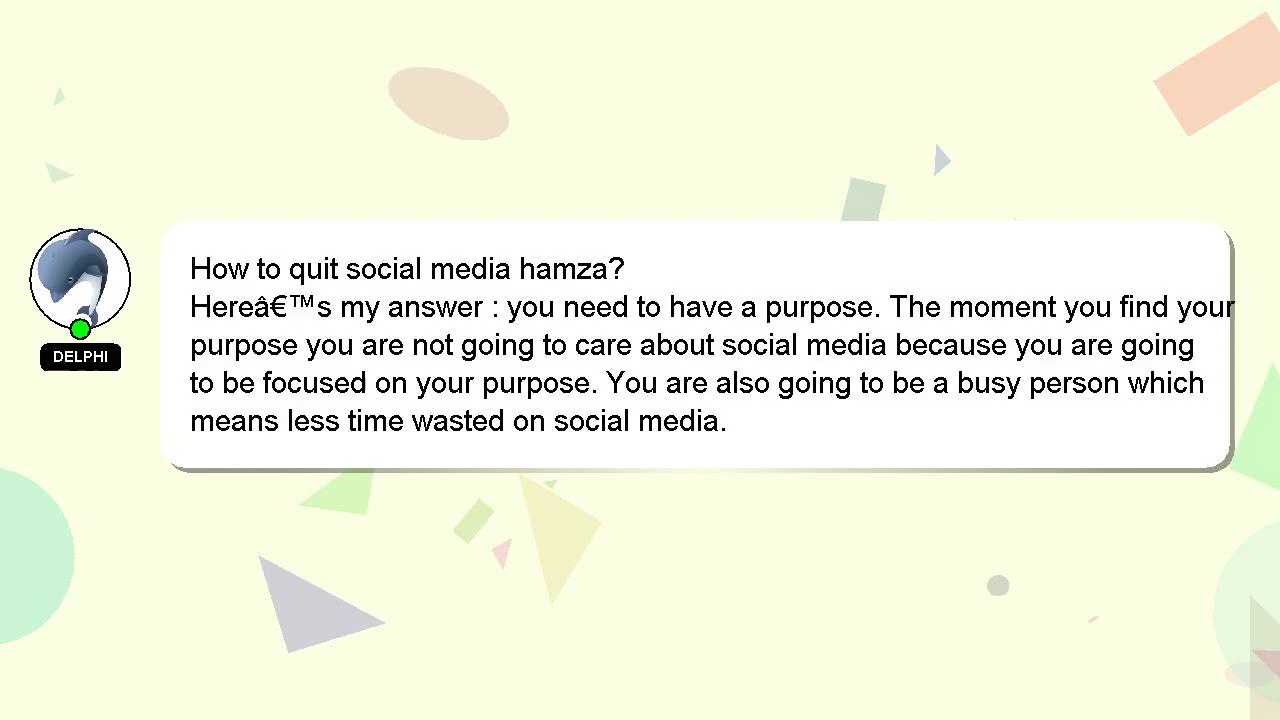 How to quit social media hamza?
Hereâ€™s my answer : you need to have a purpose. The moment you find your
purpose you are not going to care about social media because you are going
to be focused on your purpose. You are also going to be a busy person which
means less time wasted on social media.
DELPHI